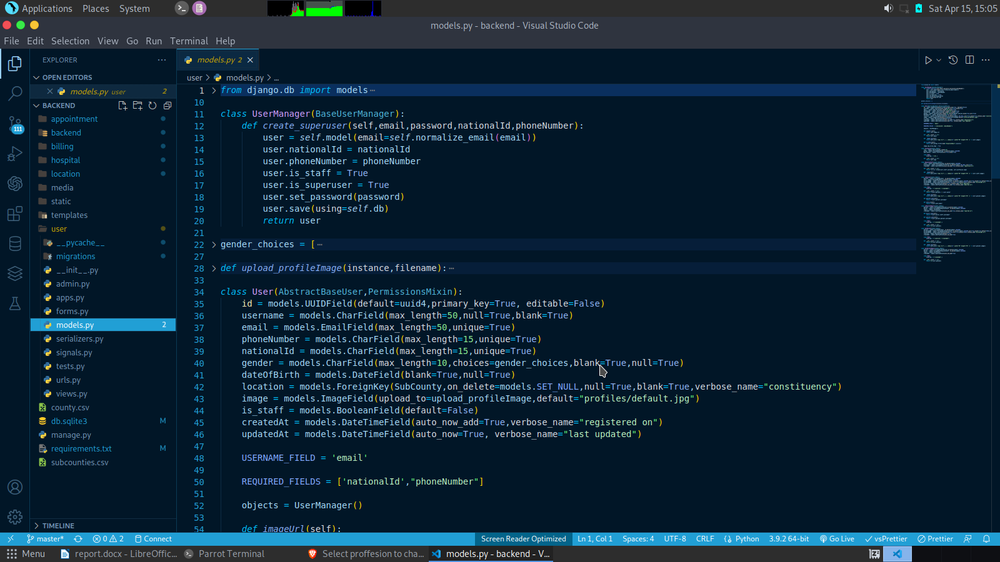 Applications Places System
Sat Apr 15, 15:05
models.py - backend - Visual Studio Code
File Edit Selection View Go Run Terminal Help
EXPLORER
OPEN EDITORS
models.py user 2
BACKEND
appointment
backend
billing
hospital
location
media
static
templates
user
__pycache__
migrations
__init__.py
admin.py
apps.py
forms.py
models.py 2
serializers.py
signals.py
tests.py
urls.py
views.py
county.csv
db.sqlite3 M
manage.py
requirements.txt M
subcounties.csv
TIMELINE
111
models.py 2
user > models.py > ...
1 from django.db import models
10
11 class UserManager(BaseUserManager):
12 def create_superuser(self,email,password,nationalId,phoneNumber):
13 user = self.model(email=self.normalize_email(email))
14 user.nationalId = nationalId
15 user.phoneNumber = phoneNumber
16 user.is_staff = True
17 user.is_superuser = True
18 user.set_password(password)
19 user.save(using=self.db)
20 return user
21
22 gender_choices = [
27
28 def upload_profileImage(instance,filename):
33
34 class User(AbstractBaseUser,PermissionsMixin):
35 id = models.UUIDField(default=uuid4,primary_key=True, editable=False)
36 username = models.CharField(max_length=50,null=True,blank=True)
37 email = models.EmailField(max_length=50,unique=True)
38 phoneNumber = models.CharField(max_length=15,unique=True)
39 nationalId = models.CharField(max_length=15,unique=True)
40 gender = models.CharField(max_length=10,choices=gender_choices,blank=True,null=True)
41 dateOfBirth = models.DateField(blank=True,null=True)
42 location = models.ForeignKey(SubCounty,on_delete=models.SET_NULL,null=True,blank=True,verbose_name="constituency")
43 image = models.ImageField(upload_to=upload_profileImage,default="profiles/default.jpg")
44 is_staff = models.BooleanField(default=False)
45 createdAt = models.DateTimeField(auto_now_add=True,verbose_name="registered on")
46 updatedAt = models.DateTimeField(auto_now=True, verbose_name="last updated")
47
48 USERNAME_FIELD = 'email'
49
50 REQUIRED_FIELDS = ['nationalId',"phoneNumber"]
51
52 objects = UserManager()
53
54 def imageUrl(self):
master* 0 2 Connect
Screen Reader Optimized Ln 1, Col 1 Spaces: 4 UTF-8 CRLF Python 3.9.2 64-bit Go Live vsPrettier Prettier
Menu report.docx - LibreOffic... Parrot Terminal Select proffesion to cha... models.py - backend - V...